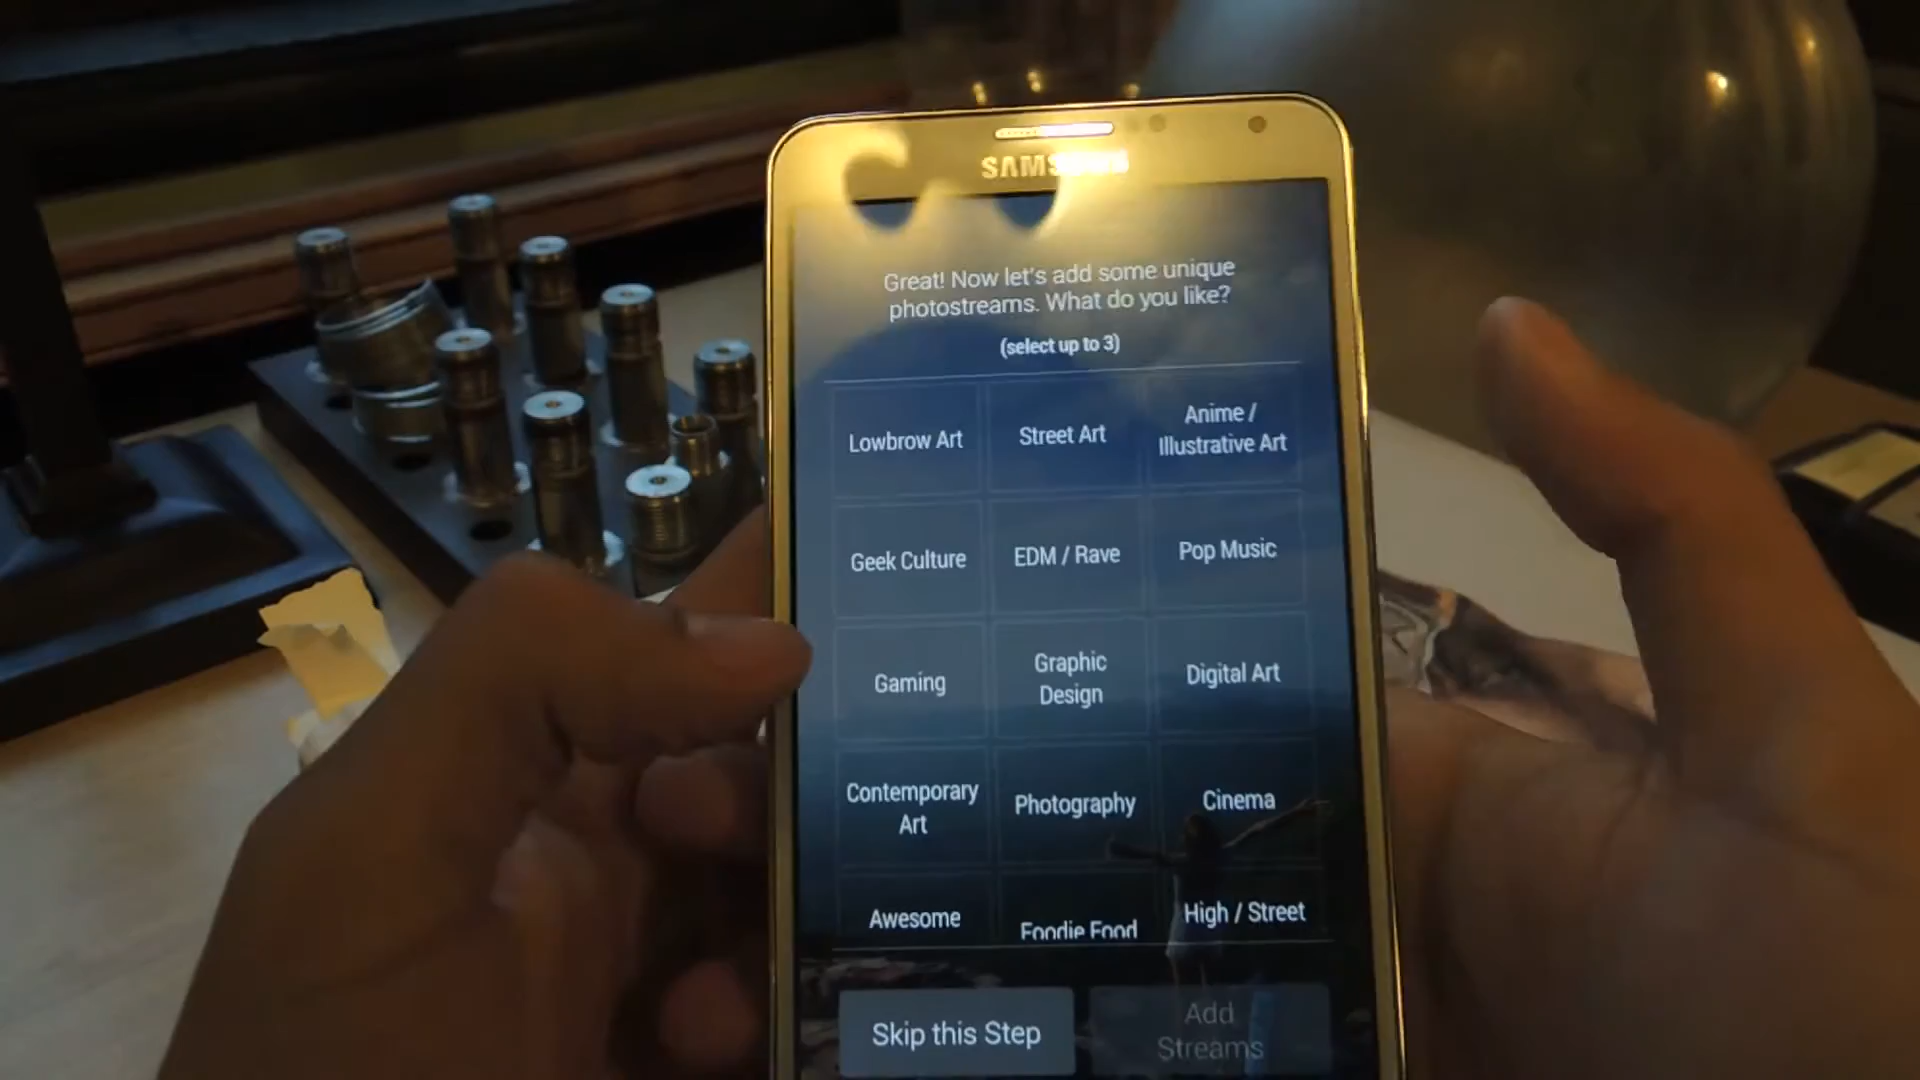 SAMSUNG
Great! Now let's add some unique
photostreams. What do you like?
(select up to 3)
Lowbrow Art
Street Art
Anime /
Illustrative Art
Geek Culture
EDM / Rave
Pop Music
Gaming
Graphic
Design
Digital Art
Contemporary
Art
Photography
Cinema
Awesome
Foodie Food
High / Street
Skip this Step
Add
Streams